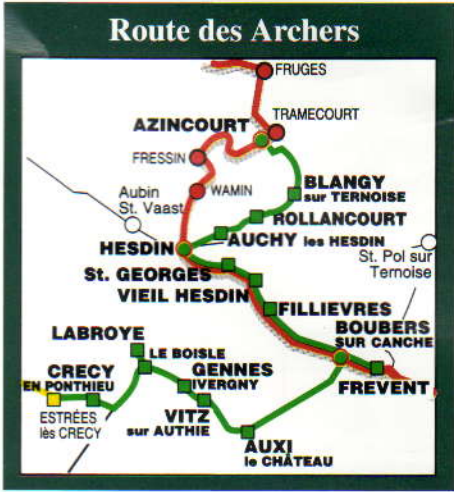 Route des Archers
FRUGES
TRAMECOURT
AZINCOURT
FRESSIN
WAMIN
BLANGY
sur TERNOISE
Aubin
St. Vaast
ROLLANCOURT
HESDIN
AUCHY les HESDIN
St. Pol sur
Ternoise
St. GEORGES
VIEIL HESDIN
FILLIEVRES
BOUBERS
SUR CANCHE
LABROYE
LE BOISLE
CRECY
EN PONTHIEU
GENNES
IVERGNY
FREVENT
ESTRÉES
lès CRECY
VITZ
sur AUTHIE
AUXI
le CHÂTEAU